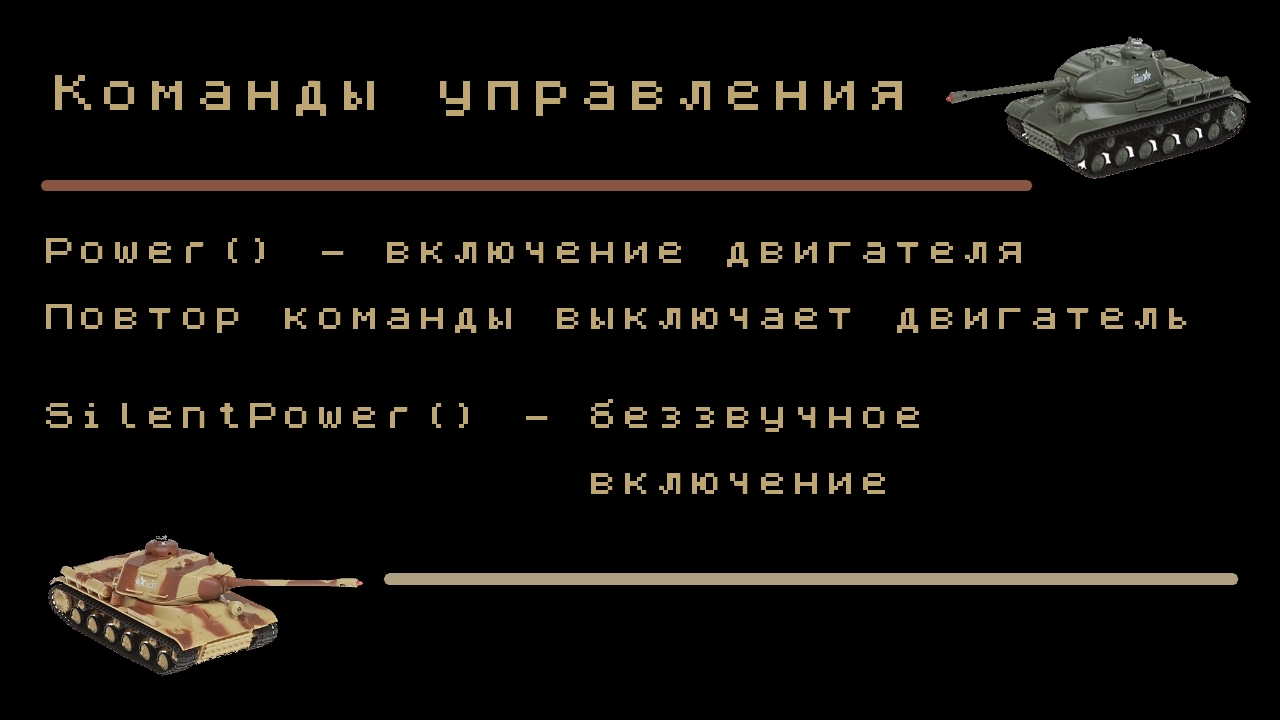 Команды управления
Power() – включение двигателя
Повтор команды выключает двигатель
SilentPower() – беззвучное
включение